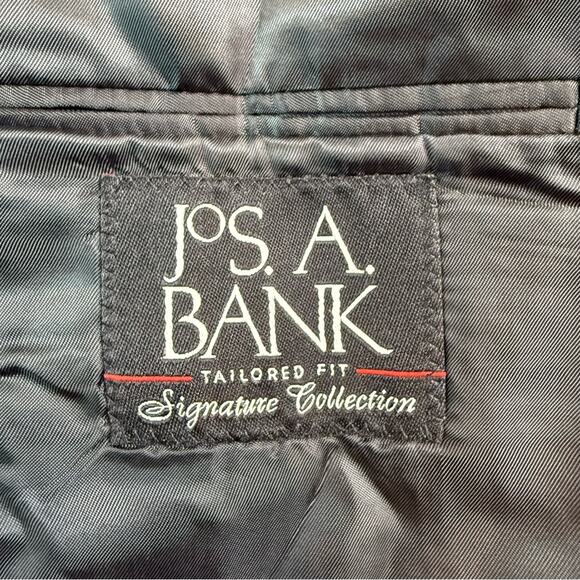 JOS. A.
BANK
TAILORED FIT
Signature Collection